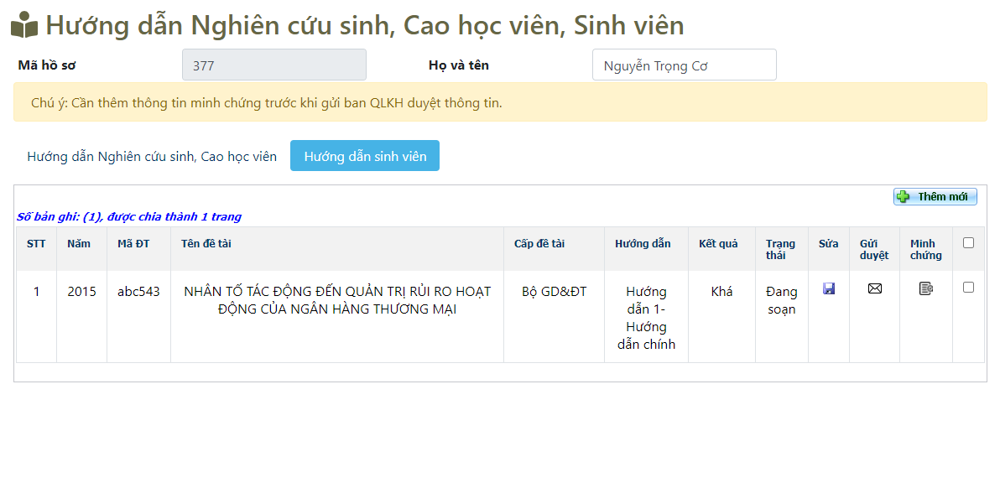 Hướng dẫn Nghiên cứu sinh, Cao học viên, Sinh viên
Mã hồ sơ 377 Họ và tên Nguyễn Trọng Cơ
Chú ý: Cần thêm thông tin minh chứng trước khi gửi ban QLKH duyệt thông tin.
Hướng dẫn Nghiên cứu sinh, Cao học viên Hướng dẫn sinh viên
Thêm mới
Số bản ghi: (1), được chia thành 1 trang
STT Năm Mã ĐT Tên đề tài Cấp đề tài Hướng dẫn Kết quả Trạng thái Sửa Gửi duyệt Minh chứng
1 2015 abc543 NHÂN TỐ TÁC ĐỘNG ĐẾN QUẢN TRỊ RỦI RO HOẠT Bộ GD&ĐT Hướng Khá Đang
ĐỘNG CỦA NGÂN HÀNG THƯƠNG MẠI dẫn 1- soạn
Hướng
dẫn chính